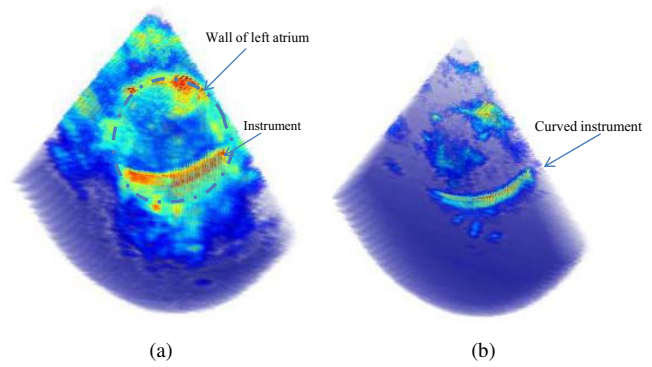 Wall of left atrium
Instrument
Curved instrument
(a)
(b)